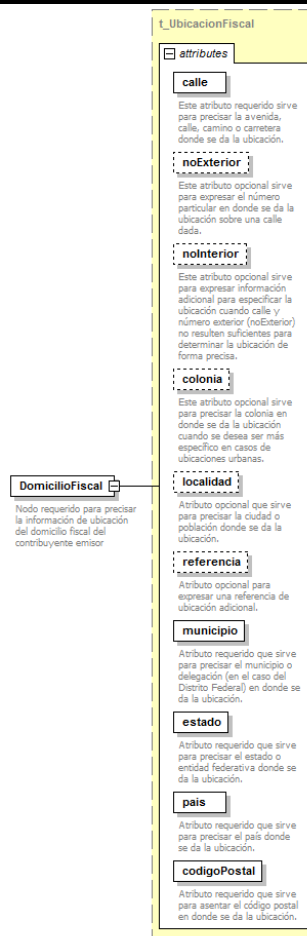 t_UbicacionFiscal
attributes
calle
Este atributo requerido sirve
para precisar la avenida,
calle, camino o carretera
donde se da la ubicación.
noExterior
Este atributo opcional sirve
para expresar el número
particular en donde se da la
ubicación sobre una calle
dada.
noInterior
Este atributo opcional sirve
para expresar información
adicional para especificar la
ubicación cuando calle y
número exterior (noExterior)
no resulten suficientes para
determinar la ubicación de
forma precisa.
colonia
Este atributo opcional sirve
para precisar la colonia en
donde se da la ubicación
cuando se desea ser más
específico en casos de
ubicaciones urbanas.
DomicilioFiscal
Nodo requerido para precisar
la información de ubicación
del domicilio fiscal del
contribuyente emisor
localidad
Atributo opcional que sirve
para precisar la ciudad o
población donde se da la
ubicación.
referencia
Atributo opcional para
expresar una referencia de
ubicación adicional.
municipio
Atributo requerido que sirve
para precisar el municipio o
delegación (en el caso del
Distrito Federal) en donde se
da la ubicación.
estado
Atributo requerido que sirve
para precisar el estado o
entidad federativa donde se
da la ubicación.
pais
Atributo requerido que sirve
para precisar el país donde
se da la ubicación.
codigoPostal
Atributo requerido que sirve
para asentar el código postal
en donde se da la ubicación.